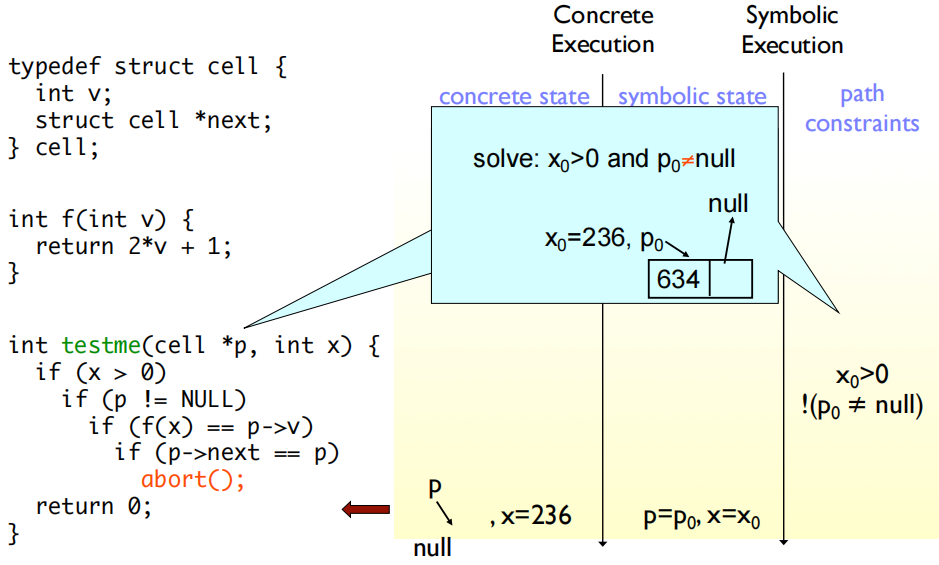 Concrete
Execution
Symbolic
Execution
typedef struct cell {
int v;
struct cell *next;
} cell;
int f(int v) {
return 2*v + 1;
}
int testme(cell *p, int x) {
if (x > 0)
if (p != NULL)
if (f(x) == p->v)
if (p->next == p)
abort();
return 0;
}
concrete state
symbolic state
path
constraints
solve: x₀>0 and p₀≠null
null
x₀=236, p₀
634
x₀>0
!(p₀ ≠ null)
p
, x=236
null
p=p₀, x=x₀